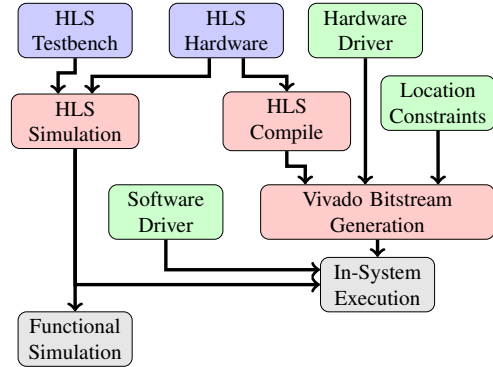 HLS
Testbench
HLS
Hardware
Hardware
Driver
Location
Constraints
HLS
Simulation
HLS
Compile
Software
Driver
Vivado Bitstream
Generation
In-System
Execution
Functional
Simulation